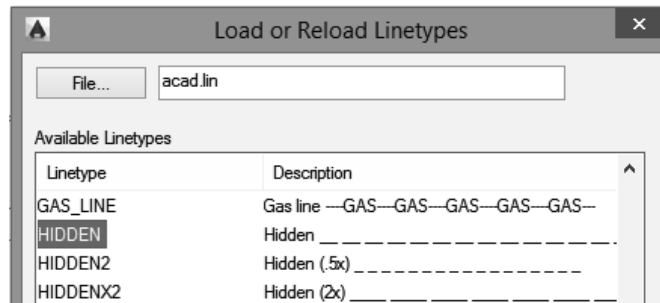 Load or Reload Linetypes
File... acad.lin
Available Linetypes
Linetype Description
GAS_LINE Gas line ----GAS----GAS----GAS----GAS----GAS---
HIDDEN Hidden __ __ __ __ __ __ __ __ __ __ __ __ __ __
HIDDEN2 Hidden (.5x) _ _ _ _ _ _ _ _ _ _ _ _ _ _ _ _ _
HIDDENX2 Hidden (2x) ____ ____ ____ ____ ____ ____